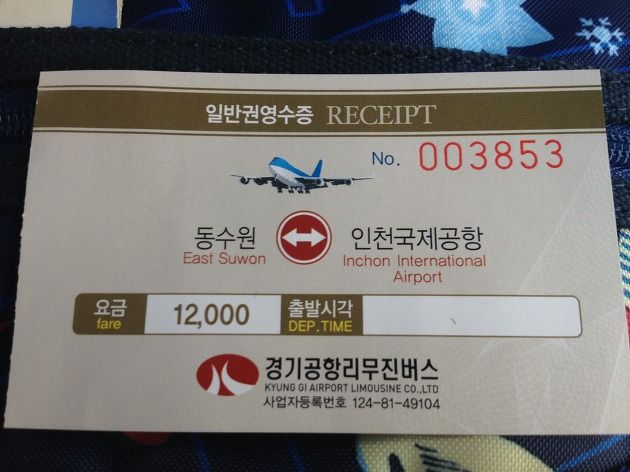 일반권영수증 RECEIPT
No. 003853
동수원 인천국제공항
East Suwon Inchon International
Airport
요금 12,000 출발시각
fare DEP.TIME
경기공항리무진버스
KYUNG GI AIRPORT LIMOUSINE CO.,LTD
사업자등록번호 124-81-49104